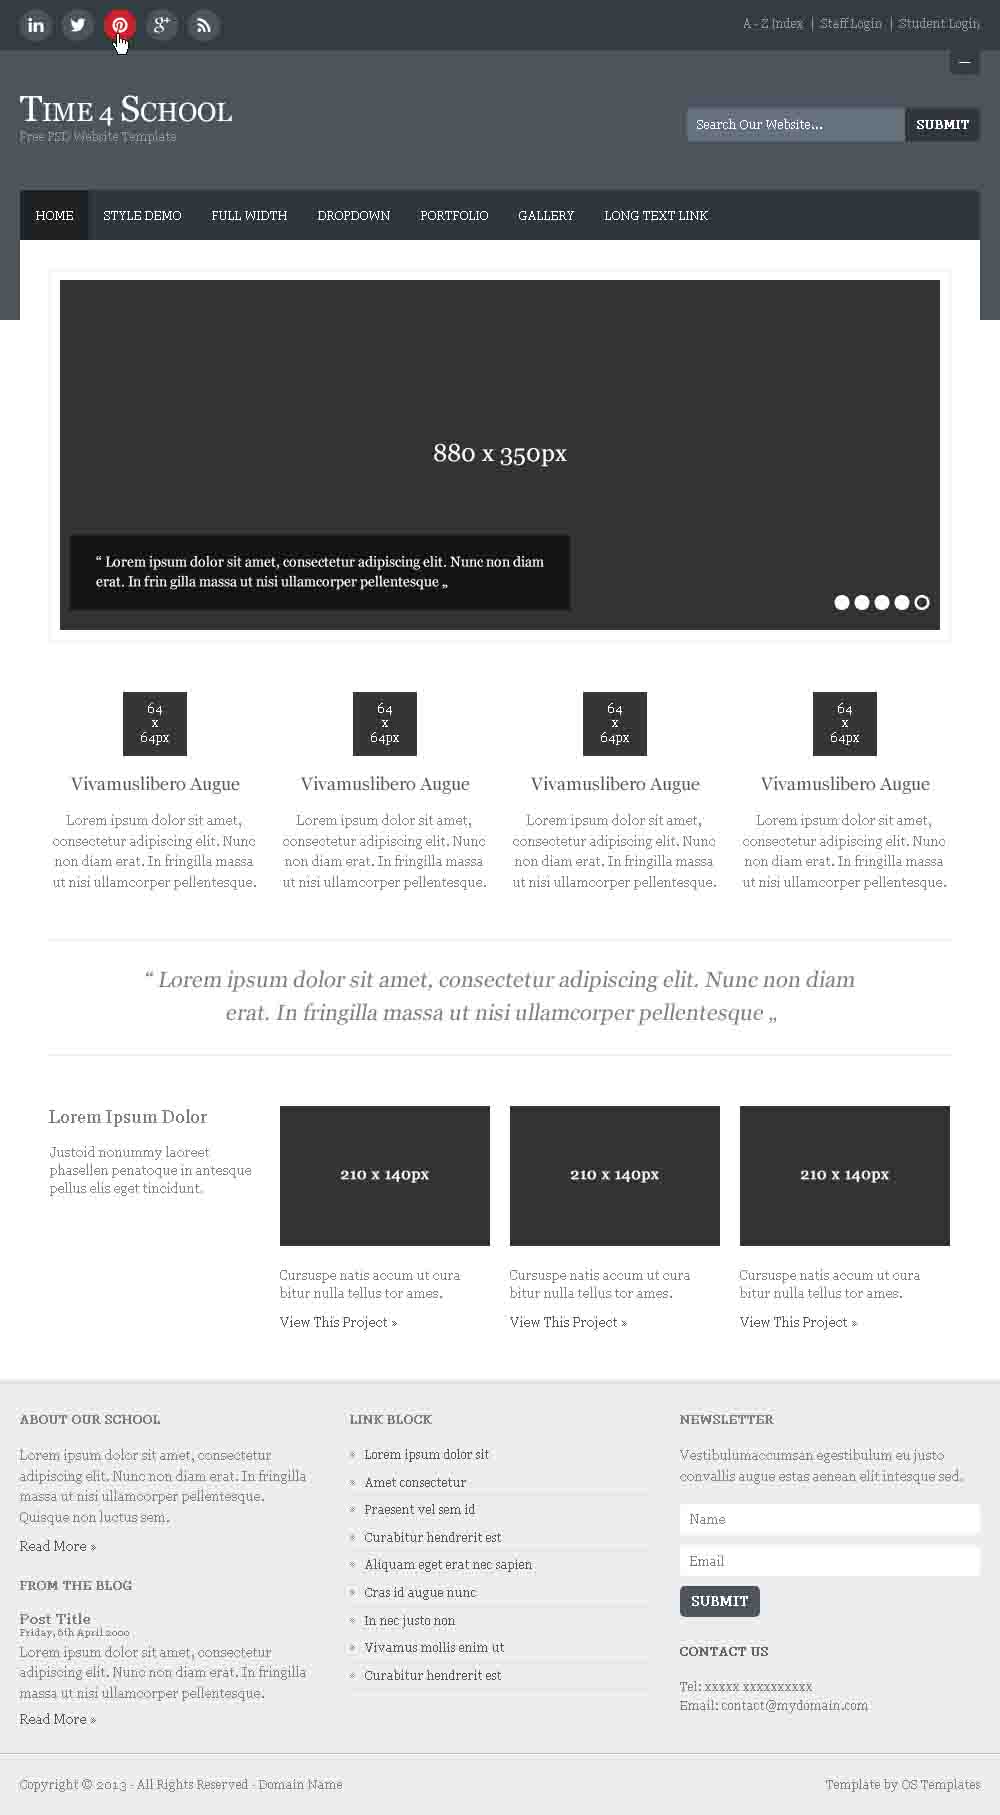 in g+
A - Z Index | Staff Login | Student Login
TIME 4 SCHOOL
Free PSD Website Template
Search Our Website... SUBMIT
HOME STYLE DEMO FULL WIDTH DROPDOWN PORTFOLIO GALLERY LONG TEXT LINK
880 x 350px
“ Lorem ipsum dolor sit amet, consectetur adipiscing elit. Nunc non diam
erat. In frin gilla massa ut nisi ullamcorper pellentesque „
64
x
64px
Vivamuslibero Augue
Lorem ipsum dolor sit amet,
consectetur adipiscing elit. Nunc
non diam erat. In fringilla massa
ut nisi ullamcorper pellentesque.
64
x
64px
Vivamuslibero Augue
Lorem ipsum dolor sit amet,
consectetur adipiscing elit. Nunc
non diam erat. In fringilla massa
ut nisi ullamcorper pellentesque.
64
x
64px
Vivamuslibero Augue
Lorem ipsum dolor sit amet,
consectetur adipiscing elit. Nunc
non diam erat. In fringilla massa
ut nisi ullamcorper pellentesque.
64
x
64px
Vivamuslibero Augue
Lorem ipsum dolor sit amet,
consectetur adipiscing elit. Nunc
non diam erat. In fringilla massa
ut nisi ullamcorper pellentesque.
“ Lorem ipsum dolor sit amet, consectetur adipiscing elit. Nunc non diam
erat. In fringilla massa ut nisi ullamcorper pellentesque „
Lorem Ipsum Dolor
Justoid nonummy laoreet
phasellen penatoque in antesque
pellus elis eget tincidunt.
210 x 140px
Cursuspe natis accum ut cura
bitur nulla tellus tor ames.
View This Project »
210 x 140px
Cursuspe natis accum ut cura
bitur nulla tellus tor ames.
View This Project »
210 x 140px
Cursuspe natis accum ut cura
bitur nulla tellus tor ames.
View This Project »
ABOUT OUR SCHOOL
Lorem ipsum dolor sit amet, consectetur
adipiscing elit. Nunc non diam erat. In fringilla
massa ut nisi ullamcorper pellentesque.
Quisque non luctus sem.
Read More »
FROM THE BLOG
Post Title
Friday, 6th April 2000
Lorem ipsum dolor sit amet, consectetur
adipiscing elit. Nunc non diam erat. In fringilla
massa ut nisi ullamcorper pellentesque.
Read More »
LINK BLOCK
» Lorem ipsum dolor sit
» Amet consectetur
» Praesent vel sem id
» Curabitur hendrerit est
» Aliquam eget erat nec sapien
» Cras id augue nunc
» In nec justo non
» Vivamus mollis enim ut
» Curabitur hendrerit est
NEWSLETTER
Vestibulumaccumsan egestibulum eu justo
convallis augue estas aenean elit intesque sed.
Name
Email
SUBMIT
CONTACT US
Tel: xxxxx xxxxxxxxxx
Email: contact@mydomain.com
Copyright © 2013 - All Rights Reserved - Domain Name
Template by OS Templates